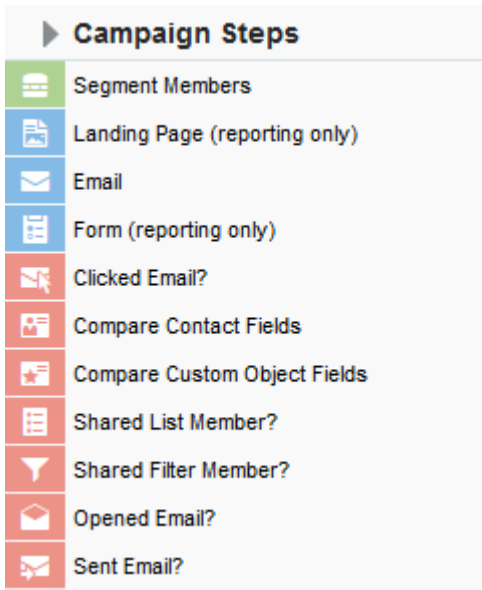 Campaign Steps
Segment Members
Landing Page (reporting only)
Email
Form (reporting only)
Clicked Email?
Compare Contact Fields
Compare Custom Object Fields
Shared List Member?
Shared Filter Member?
Opened Email?
Sent Email?